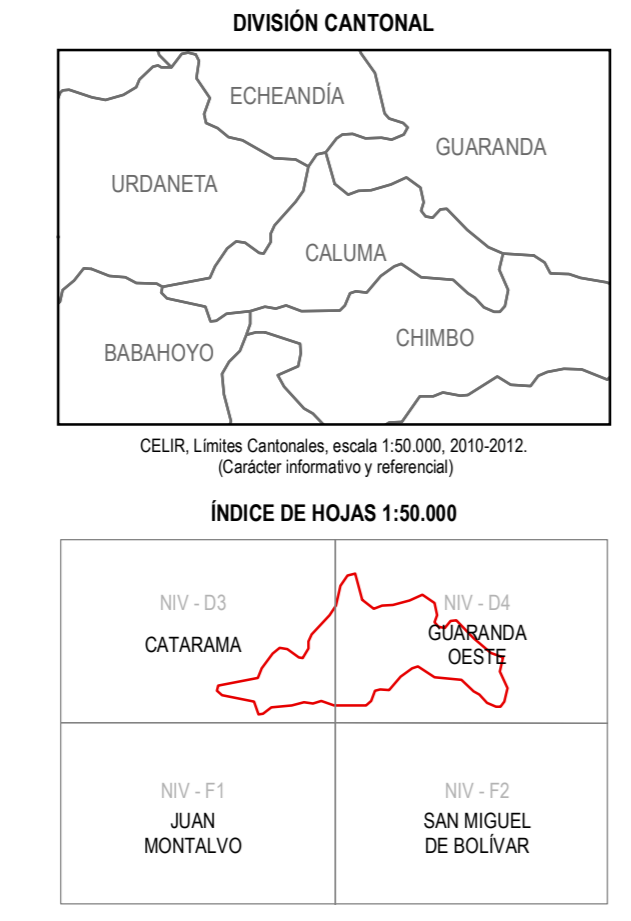 DIVISIÓN CANTONAL
ECHEANDÍA
GUARANDA
URDANETA
CALUMA
CHIMBO
BABAHOYO
CELIR, Límites Cantonales, escala 1:50.000, 2010-2012.
(Carácter informativo y referencial)
ÍNDICE DE HOJAS 1:50.000
NIV - D3
CATARAMA
NIV - D4
GUARANDA
OESTE
NIV - F1
JUAN
MONTALVO
NIV - F2
SAN MIGUEL
DE BOLÍVAR